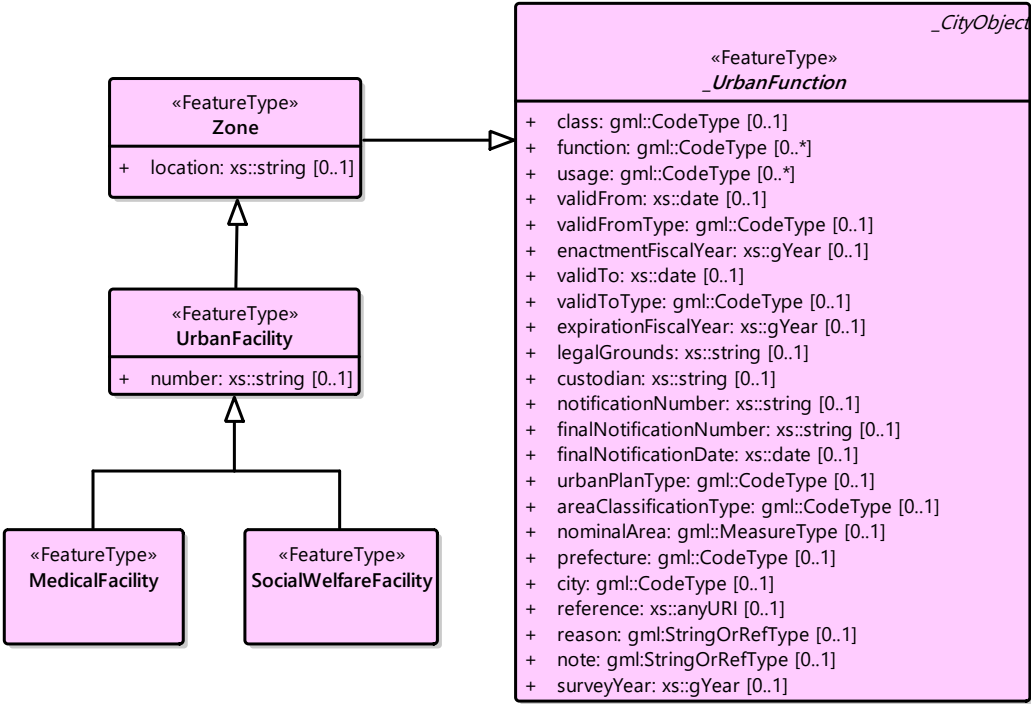 _CityObject
«FeatureType»
_UrbanFunction
+ class: gml::CodeType [0..1]
+ function: gml::CodeType [0..*]
+ usage: gml::CodeType [0..*]
+ validFrom: xs::date [0..1]
+ validFromType: gml::CodeType [0..1]
+ enactmentFiscalYear: xs::gYear [0..1]
+ validTo: xs::date [0..1]
+ validToType: gml::CodeType [0..1]
+ expirationFiscalYear: xs::gYear [0..1]
+ legalGrounds: xs::string [0..1]
+ custodian: xs::string [0..1]
+ notificationNumber: xs::string [0..1]
+ finalNotificationNumber: xs::string [0..1]
+ finalNotificationDate: xs::date [0..1]
+ urbanPlanType: gml::CodeType [0..1]
+ areaClassificationType: gml::CodeType [0..1]
+ nominalArea: gml::MeasureType [0..1]
+ prefecture: gml::CodeType [0..1]
+ city: gml::CodeType [0..1]
+ reference: xs::anyURI [0..1]
+ reason: gml:StringOrRefType [0..1]
+ note: gml:StringOrRefType [0..1]
+ surveyYear: xs::gYear [0..1]
«FeatureType»
Zone
+ location: xs::string [0..1]
«FeatureType»
UrbanFacility
+ number: xs::string [0..1]
«FeatureType»
MedicalFacility
«FeatureType»
SocialWelfareFacility